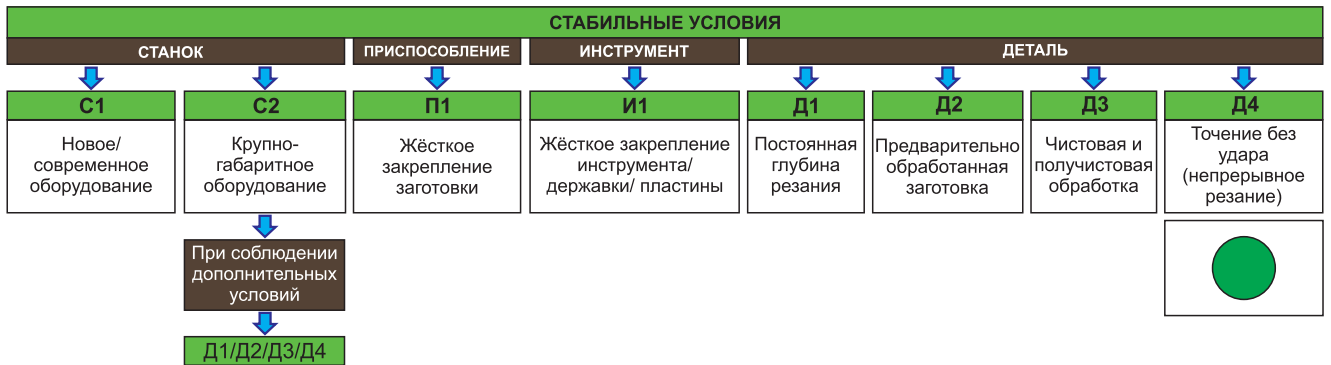 СТАБИЛЬНЫЕ УСЛОВИЯ
СТАНОК
ПРИСПОСОБЛЕНИЕ
ИНСТРУМЕНТ
ДЕТАЛЬ
С1
Новое/
современное
оборудование
С2
Крупно-
габаритное
оборудование
П1
Жёсткое
закрепление
заготовки
И1
Жёсткое закрепление
инструмента/
державки/ пластины
Д1
Постоянная
глубина
резания
Д2
Предварительно
обработанная
заготовка
Д3
Чистовая и
получистовая
обработка
Д4
Точение без
удара
(непрерывное
резание)
При соблюдении
дополнительных
условий
Д1/Д2/Д3/Д4